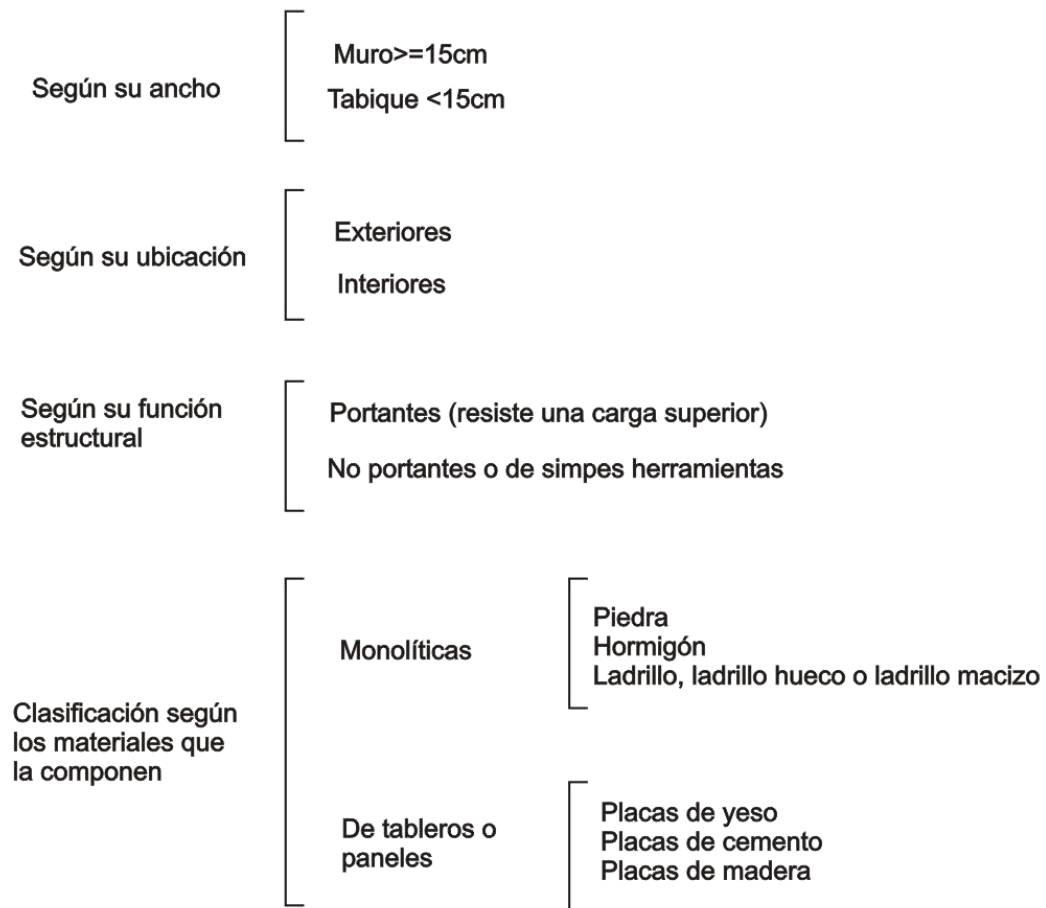 Según su ancho
Muro>=15cm
Tabique <15cm
Según su ubicación
Exteriores
Interiores
Según su función
estructural
Portantes (resiste una carga superior)
No portantes o de simpes herramientas
Clasificación según
los materiales que
la componen
Monolíticas
Piedra
Hormigón
Ladrillo, ladrillo hueco o ladrillo macizo
De tableros o
paneles
Placas de yeso
Placas de cemento
Placas de madera